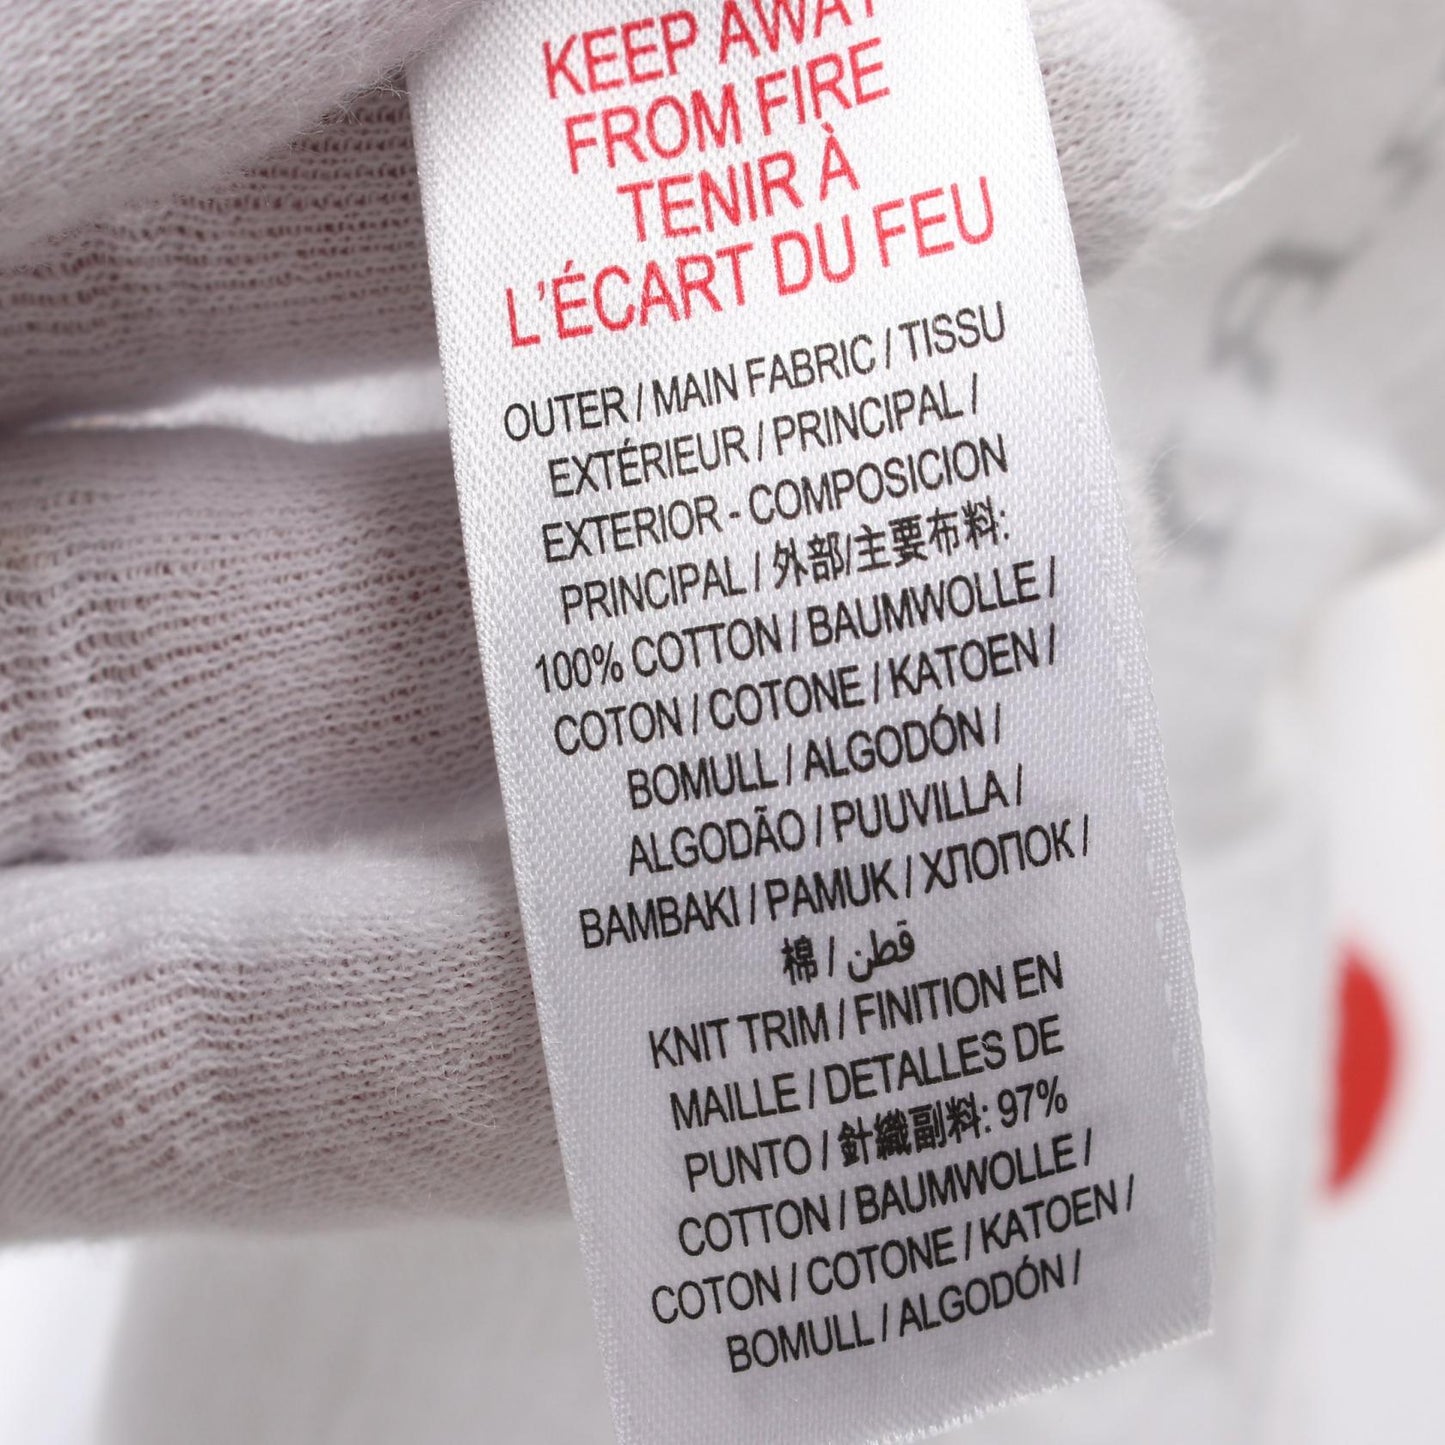 KEEP AWAY
FROM FIRE
TENIR À
L'ÉCART DU FEU
OUTER / MAIN FABRIC / TISSU
EXTÉRIEUR / PRINCIPAL /
EXTERIOR - COMPOSICION
PRINCIPAL / 外部/主要布料:
100% COTTON / BAUMWOLLE /
COTON / COTONE / KATOEN /
BOMULL / ALGODÓN /
ALGODÃO / PUUVILLA /
BAMBAKI / PAMUK / ХЛОПОК /
棉 / قطن
KNIT TRIM / FINITION EN
MAILLE / DETALLES DE
PUNTO / 針織副料: 97%
COTTON / BAUMWOLLE /
COTON / COTONE / KATOEN /
BOMULL / ALGODÓN /